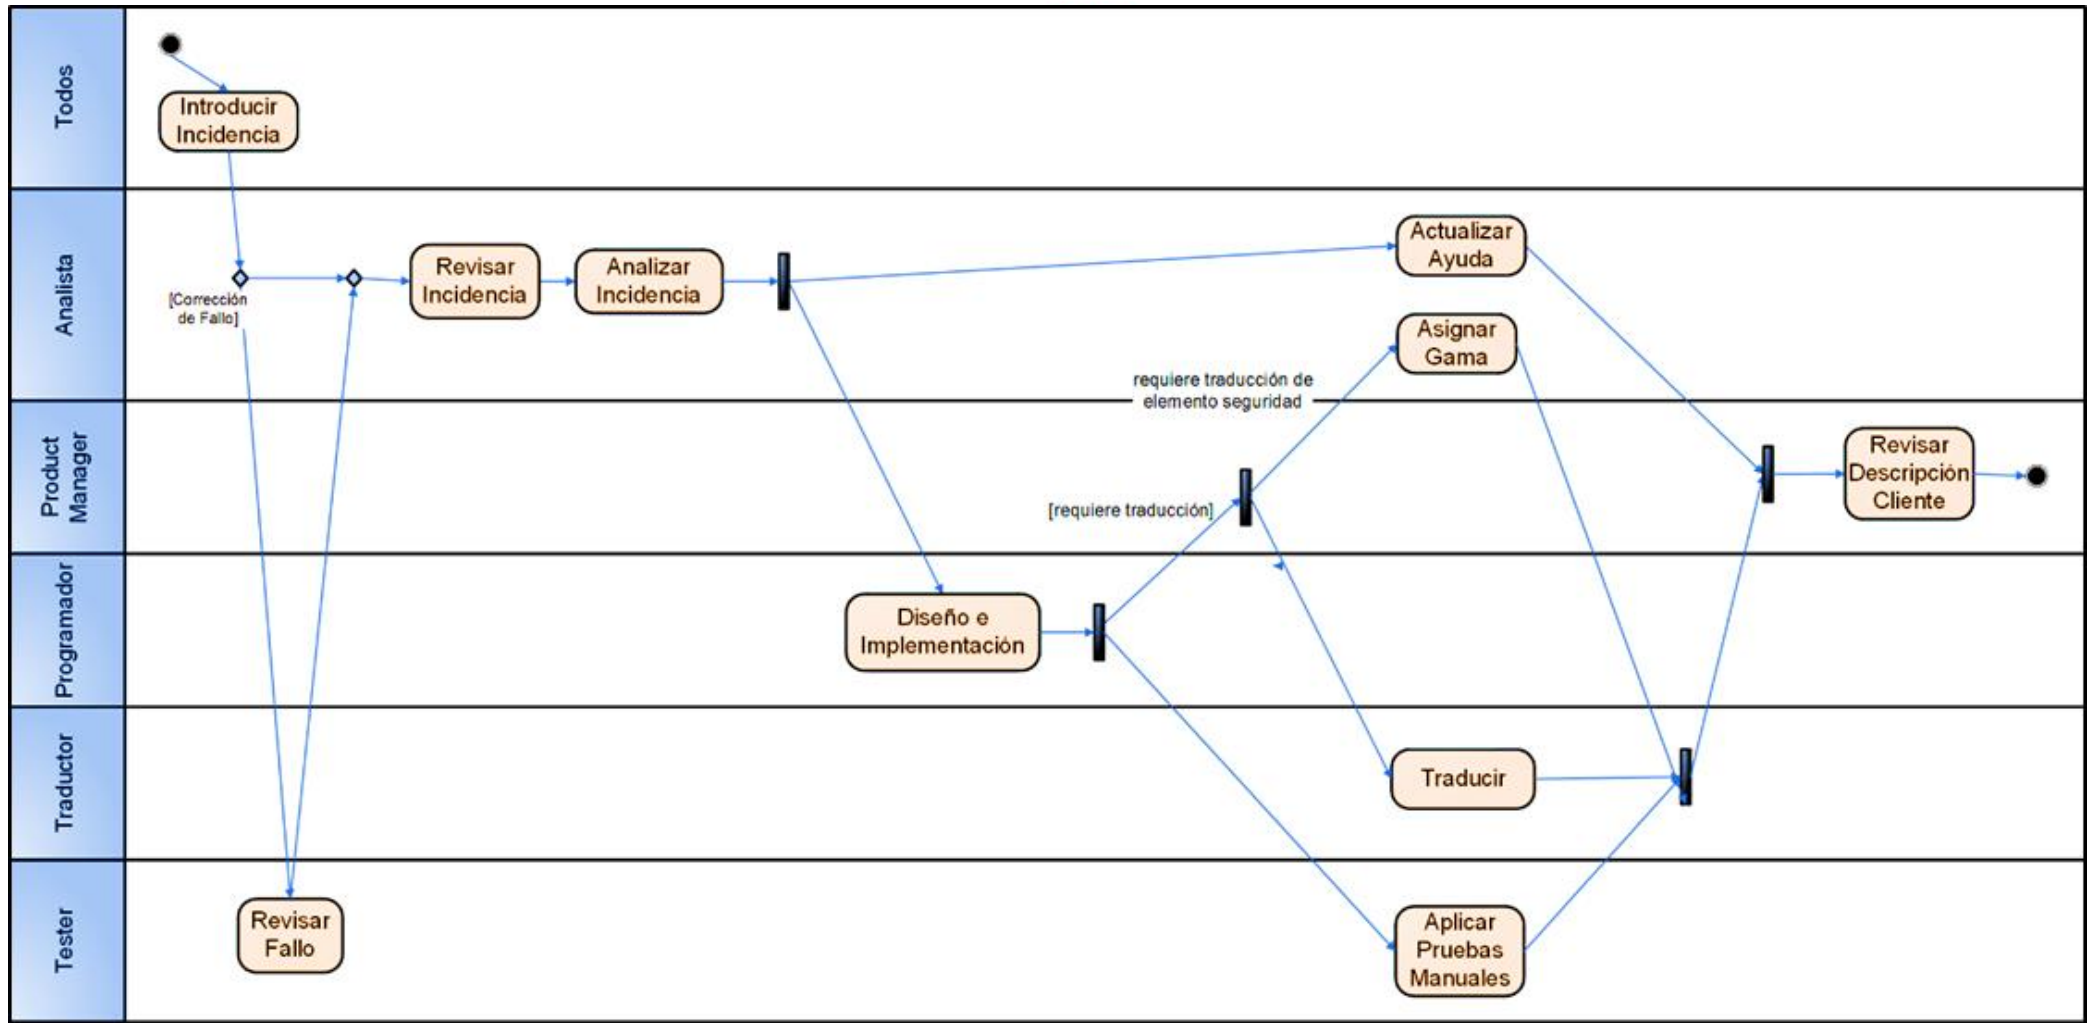 Todos
Introducir
Incidencia
Analista
[Corrección
de Fallo]
Revisar
Incidencia
Analizar
Incidencia
Actualizar
Ayuda
Asignar
Gama
requiere traducción de
elemento seguridad
Product
Manager
[requiere traducción]
Revisar
Descripción
Cliente
Programador
Diseño e
Implementación
Traductor
Traducir
Tester
Revisar
Fallo
Aplicar
Pruebas
Manuales